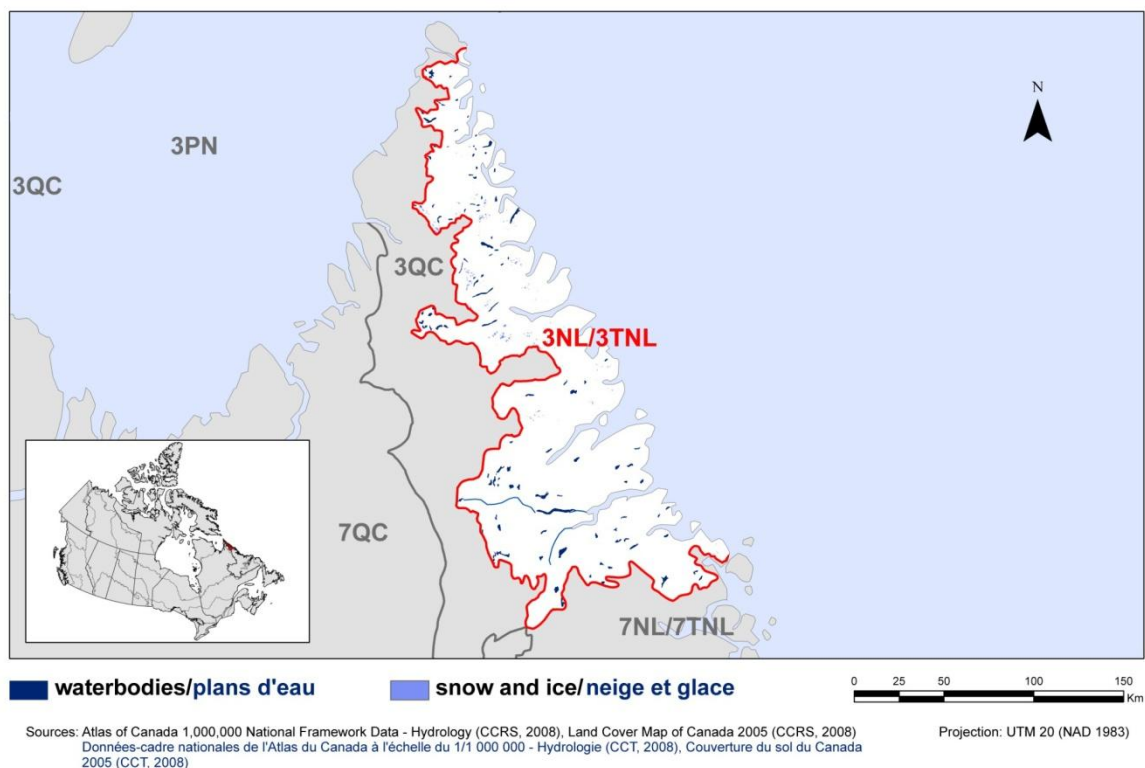 N
3PN
3QC
3QC
3NL/3TNL
7QC
7NL/7TNL
waterbodies/plans d'eau
snow and ice/ neige et glace
0 25 50 100 150
Km
Sources: Atlas of Canada 1,000,000 National Framework Data - Hydrology (CCRS, 2008), Land Cover Map of Canada 2005 (CCRS, 2008)
Projection: UTM 20 (NAD 1983)
Données-cadre nationales de l'Atlas du Canada à l'échelle du 1/1 000 000 - Hydrologie (CCT, 2008), Couverture du sol du Canada
2005 (CCT, 2008)